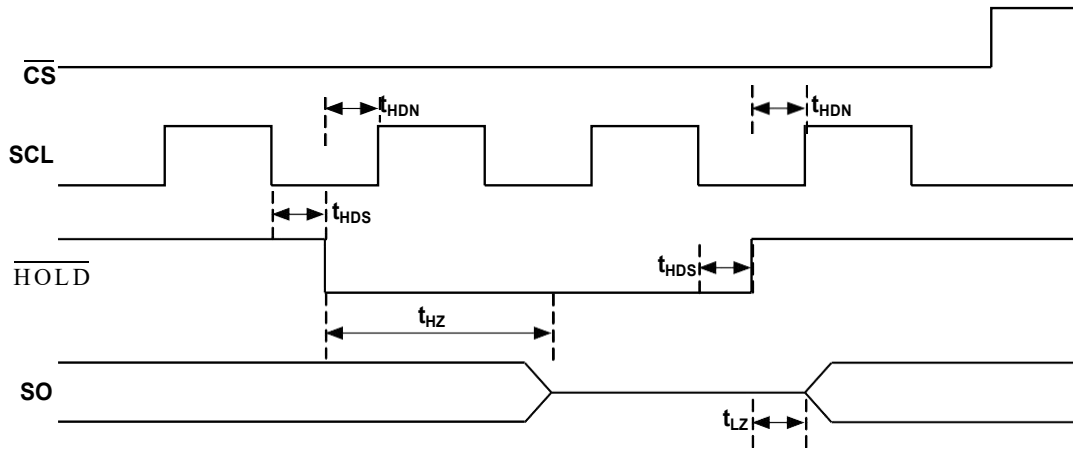 CS
tHDN
tHDN
SCL
tHDS
HOLD
tHDS
tHZ
SO
tLZ